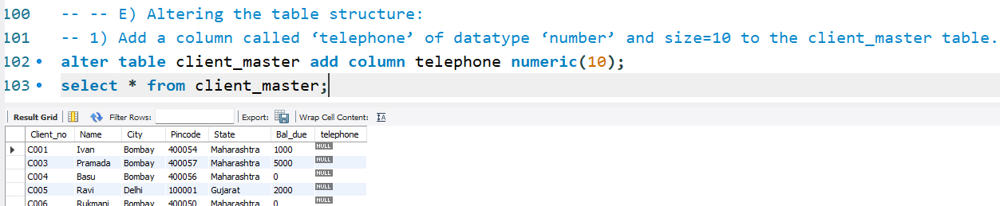 100 -- -- E) Altering the table structure:
101 -- 1) Add a column called ‘telephone’ of datatype ‘number’ and size=10 to the client_master table.
102 alter table client_master add column telephone numeric(10);
103 select * from client_master;
Result Grid Filter Rows: Export: Wrap Cell Content:
Client_no Name City Pincode State Bal_due telephone
C001 Ivan Bombay 400054 Maharashtra 1000 NULL
C003 Pramada Bombay 400057 Maharashtra 5000 NULL
C004 Basu Bombay 400056 Maharashtra 0 NULL
C005 Ravi Delhi 100001 Gujarat 2000 NULL
C006 Rukmani Bombay 400050 Maharashtra 0 NULL